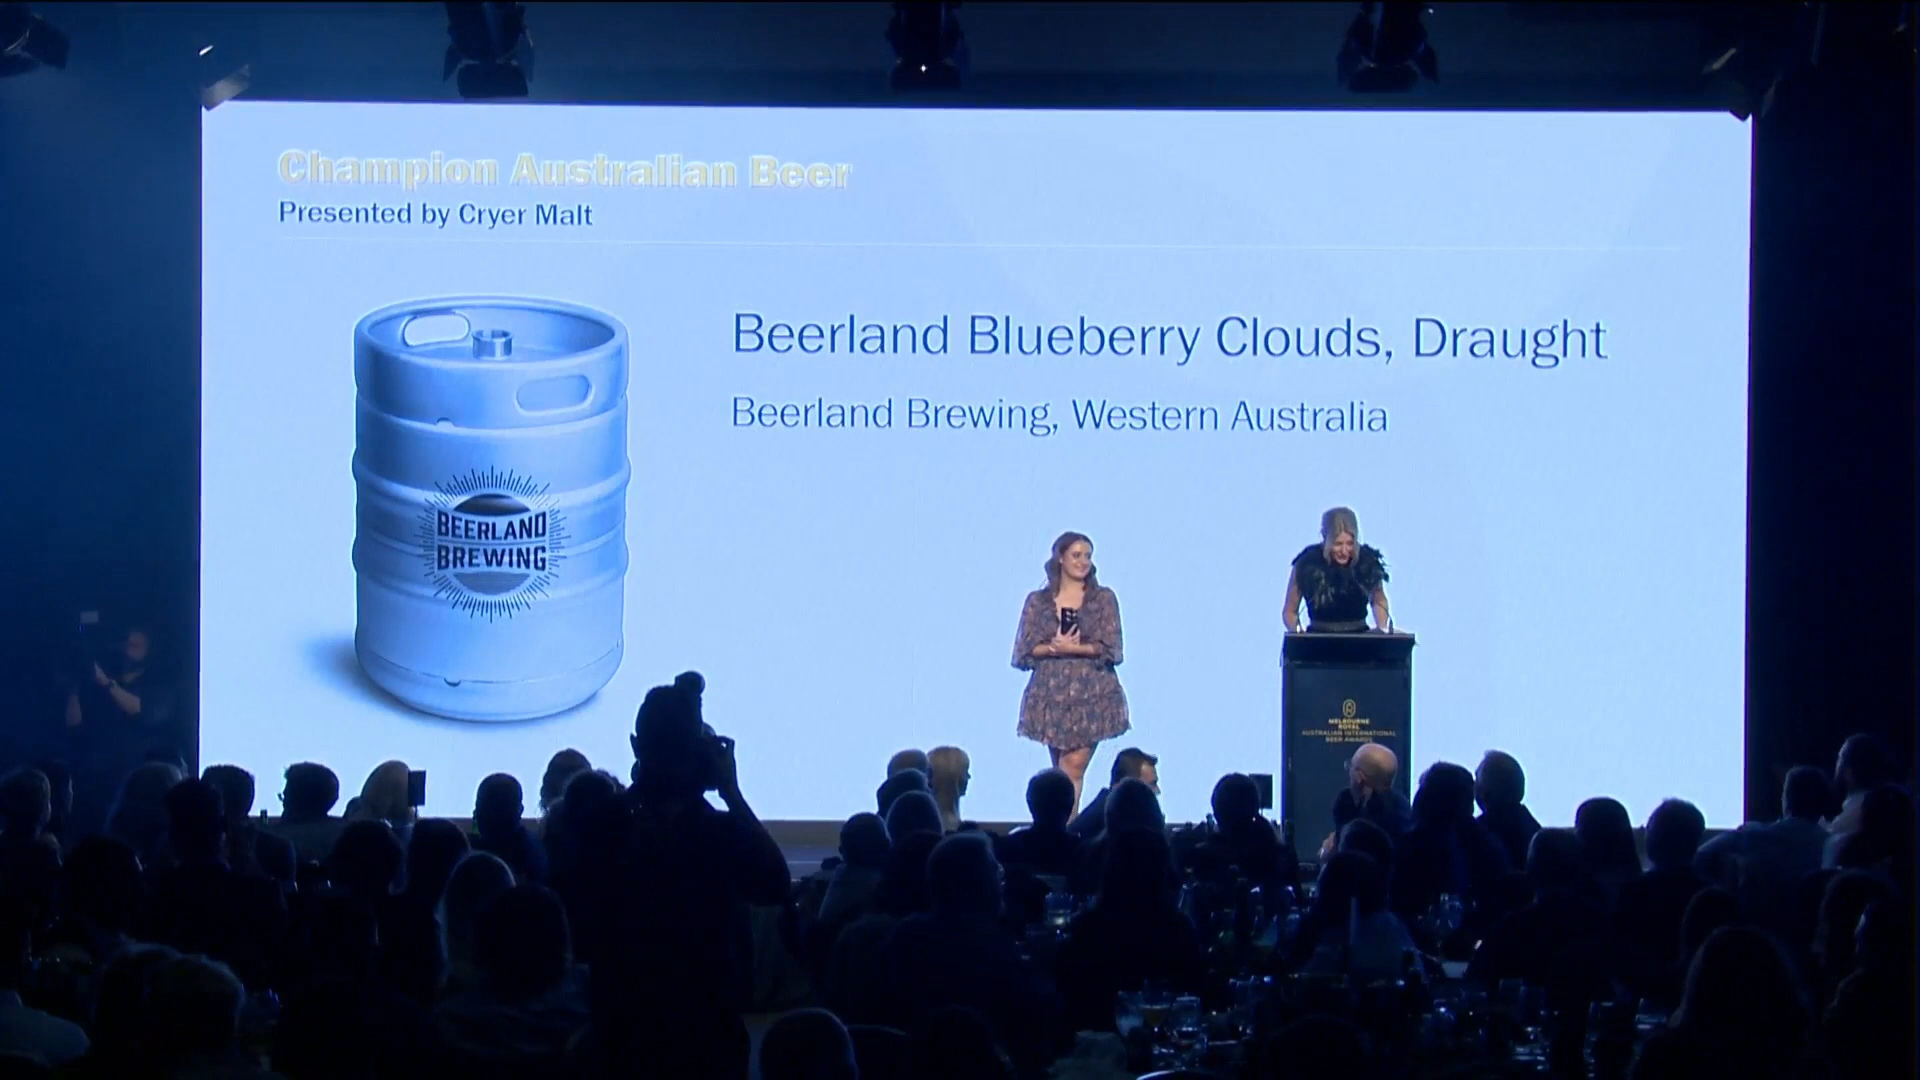 Champion Australian Beer
Presented by Cryer Malt
Beerland Blueberry Clouds, Draught
Beerland Brewing, Western Australia
BEERLAND
BREWING
MELBOURNE
ROYAL
AUSTRALIAN INTERNATIONAL
BEER AWARDS